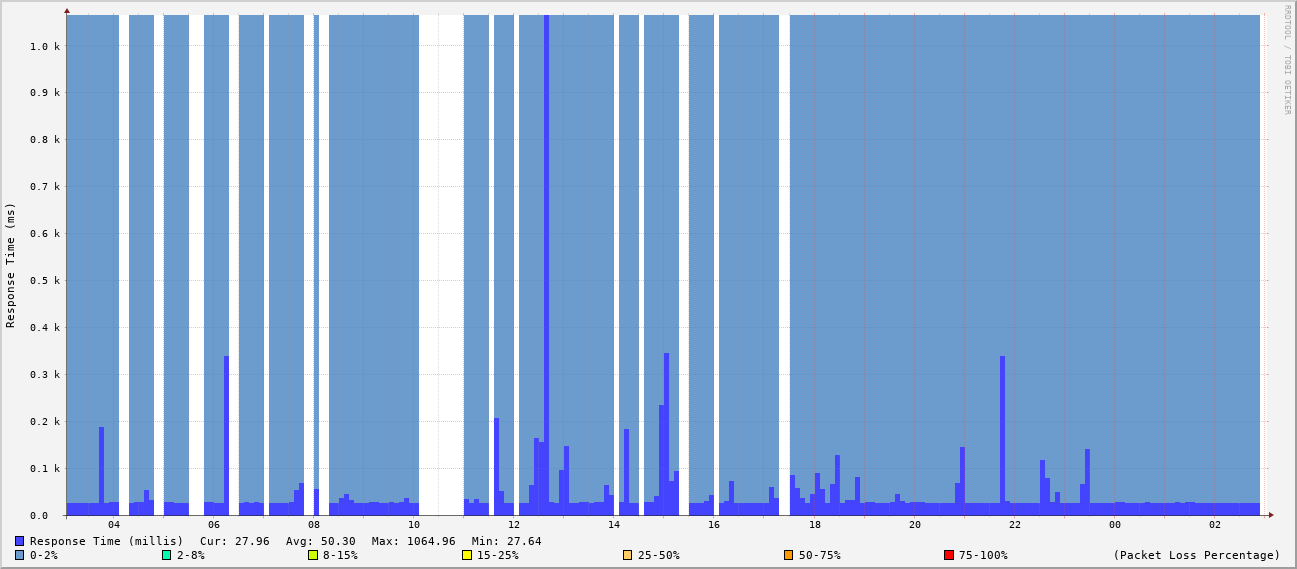 RRDTOOL / TOBI OETIKER
Response Time (ms)
1.0 k
0.9 k
0.8 k
0.7 k
0.6 k
0.5 k
0.4 k
0.3 k
0.2 k
0.1 k
0.0
04 06 08 10 12 14 16 18 20 22 00 02
Response Time (millis) Cur: 27.96 Avg: 50.30 Max: 1064.96 Min: 27.64
0-2% 2-8% 8-15% 15-25% 25-50% 50-75% 75-100% (Packet Loss Percentage)